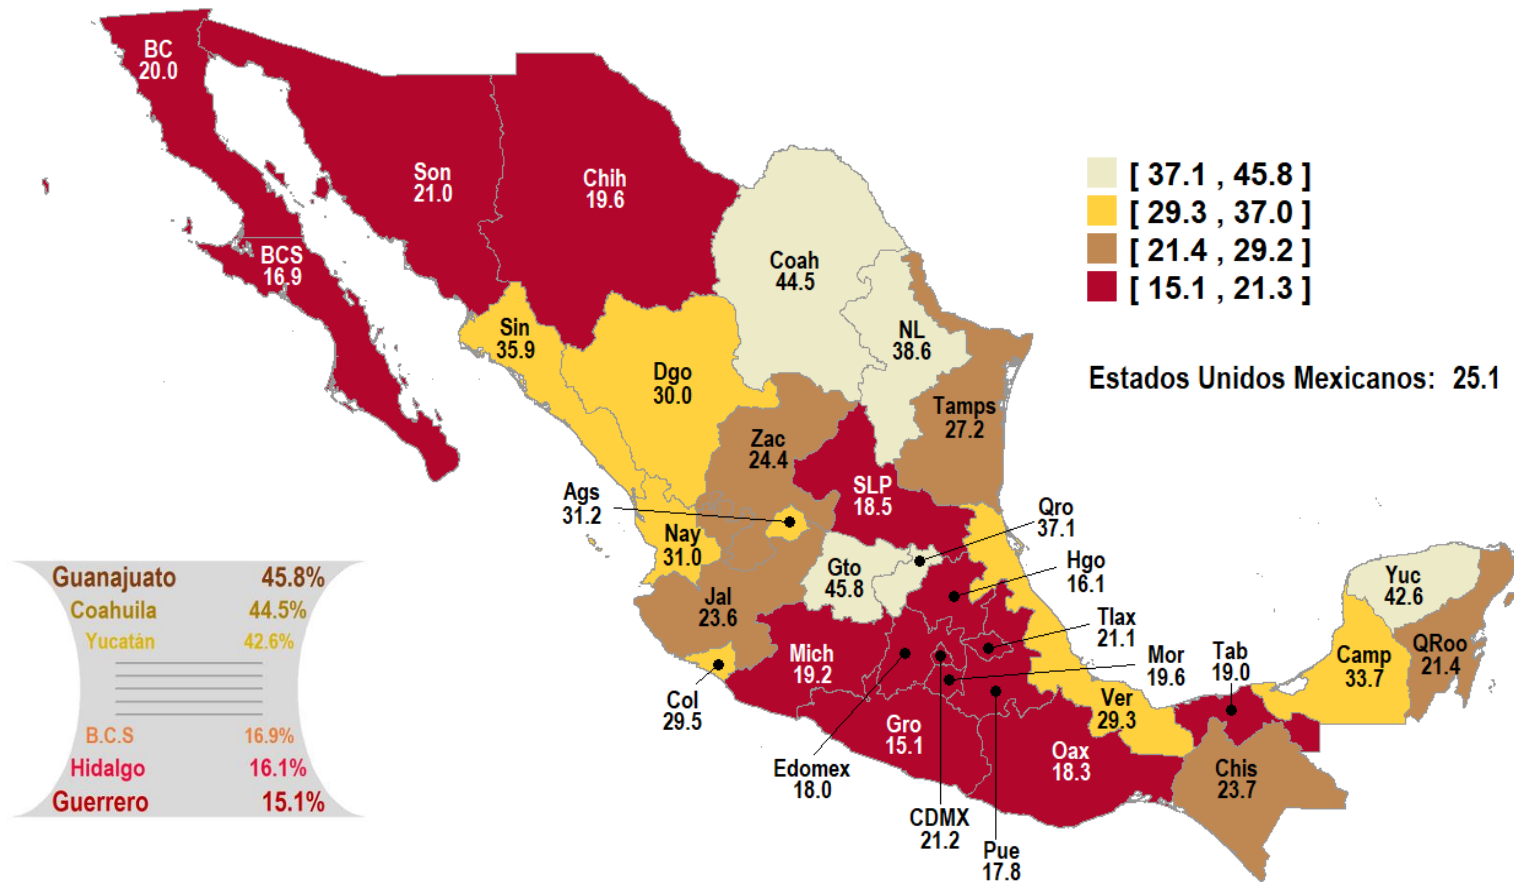 BC
20.0
Son
21.0
Chih
19.6
BCS
16.9
Coah
44.5
[ 37.1 , 45.8 ]
[ 29.3 , 37.0 ]
[ 21.4 , 29.2 ]
[ 15.1 , 21.3 ]
Estados Unidos Mexicanos: 25.1
Sin
35.9
NL
38.6
Dgo
30.0
Tamps
27.2
Zac
24.4
SLP
18.5
Ags
31.2
Qro
37.1
Nay
31.0
Hgo
16.1
Gto
45.8
Yuc
42.6
Jal
23.6
Tlax
21.1
Mich
19.2
Mor
19.6
Tab
19.0
Camp
33.7
QRoo
21.4
Col
29.5
Ver
29.3
Gro
15.1
Oax
18.3
Edomex
18.0
Chis
23.7
CDMX
21.2
Pue
17.8
Guanajuato 45.8%
Coahuila 44.5%
Yucatán 42.6%
B.C.S 16.9%
Hidalgo 16.1%
Guerrero 15.1%